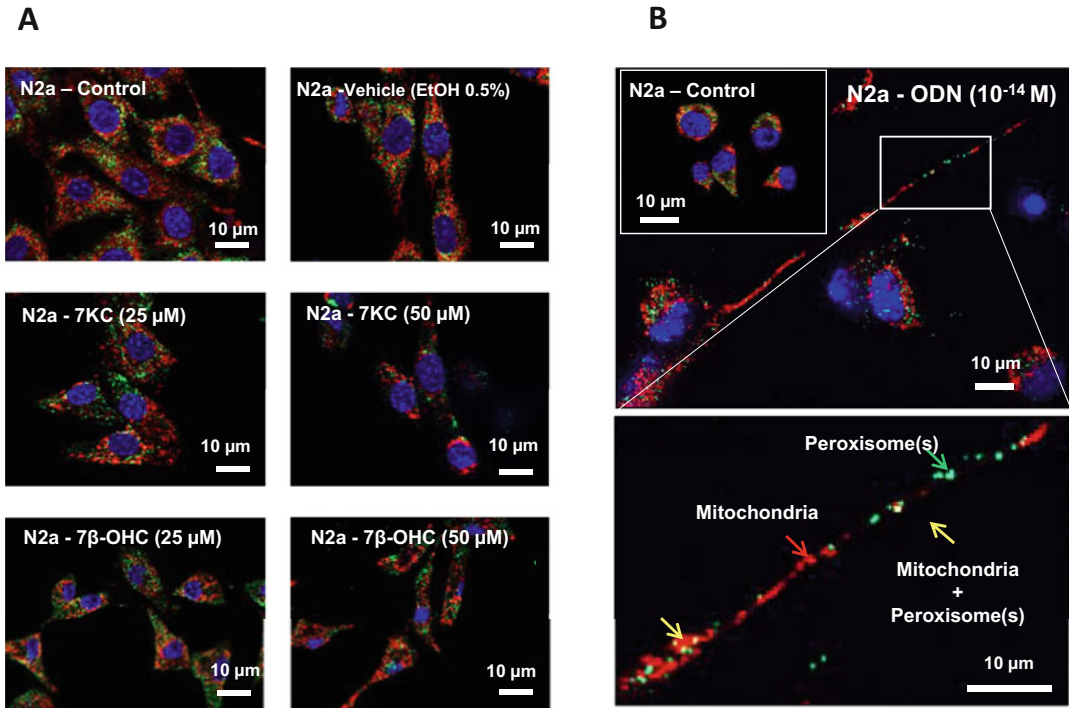 A
N2a – Control
10 µm
N2a -Vehicle (EtOH 0.5%)
10 µm
N2a - 7KC (25 µM)
10 µm
N2a - 7KC (50 µM)
10 µm
N2a - 7β-OHC (25 µM)
10 µm
N2a - 7β-OHC (50 µM)
10 µm
B
N2a – Control
10 µm
N2a - ODN (10⁻¹⁴ M)
10 µm
Peroxisome(s)
Mitochondria
Mitochondria
+
Peroxisome(s)
10 µm